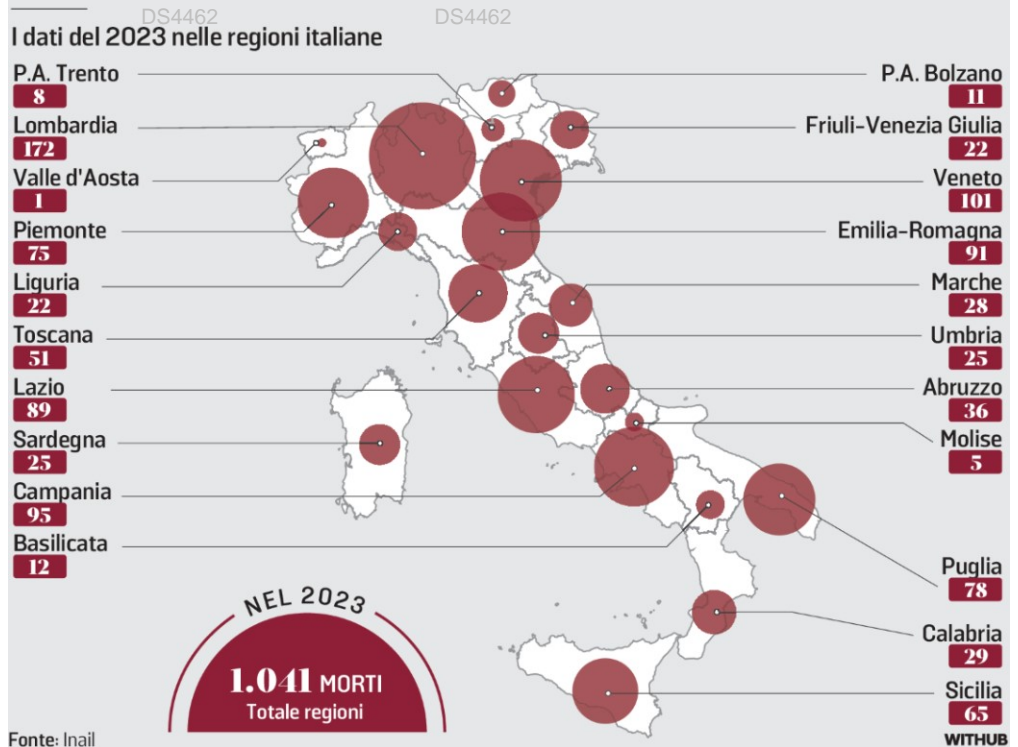 DS4462 DS4462
I dati del 2023 nelle regioni italiane
P.A. Trento
8
Lombardia
172
Valle d'Aosta
1
Piemonte
75
Liguria
22
Toscana
51
Lazio
89
Sardegna
25
Campania
95
Basilicata
12
P.A. Bolzano
11
Friuli-Venezia Giulia
22
Veneto
101
Emilia-Romagna
91
Marche
28
Umbria
25
Abruzzo
36
Molise
5
Puglia
78
Calabria
29
Sicilia
65
NEL 2023
1.041 MORTI
Totale regioni
Fonte: Inail
WITHUB